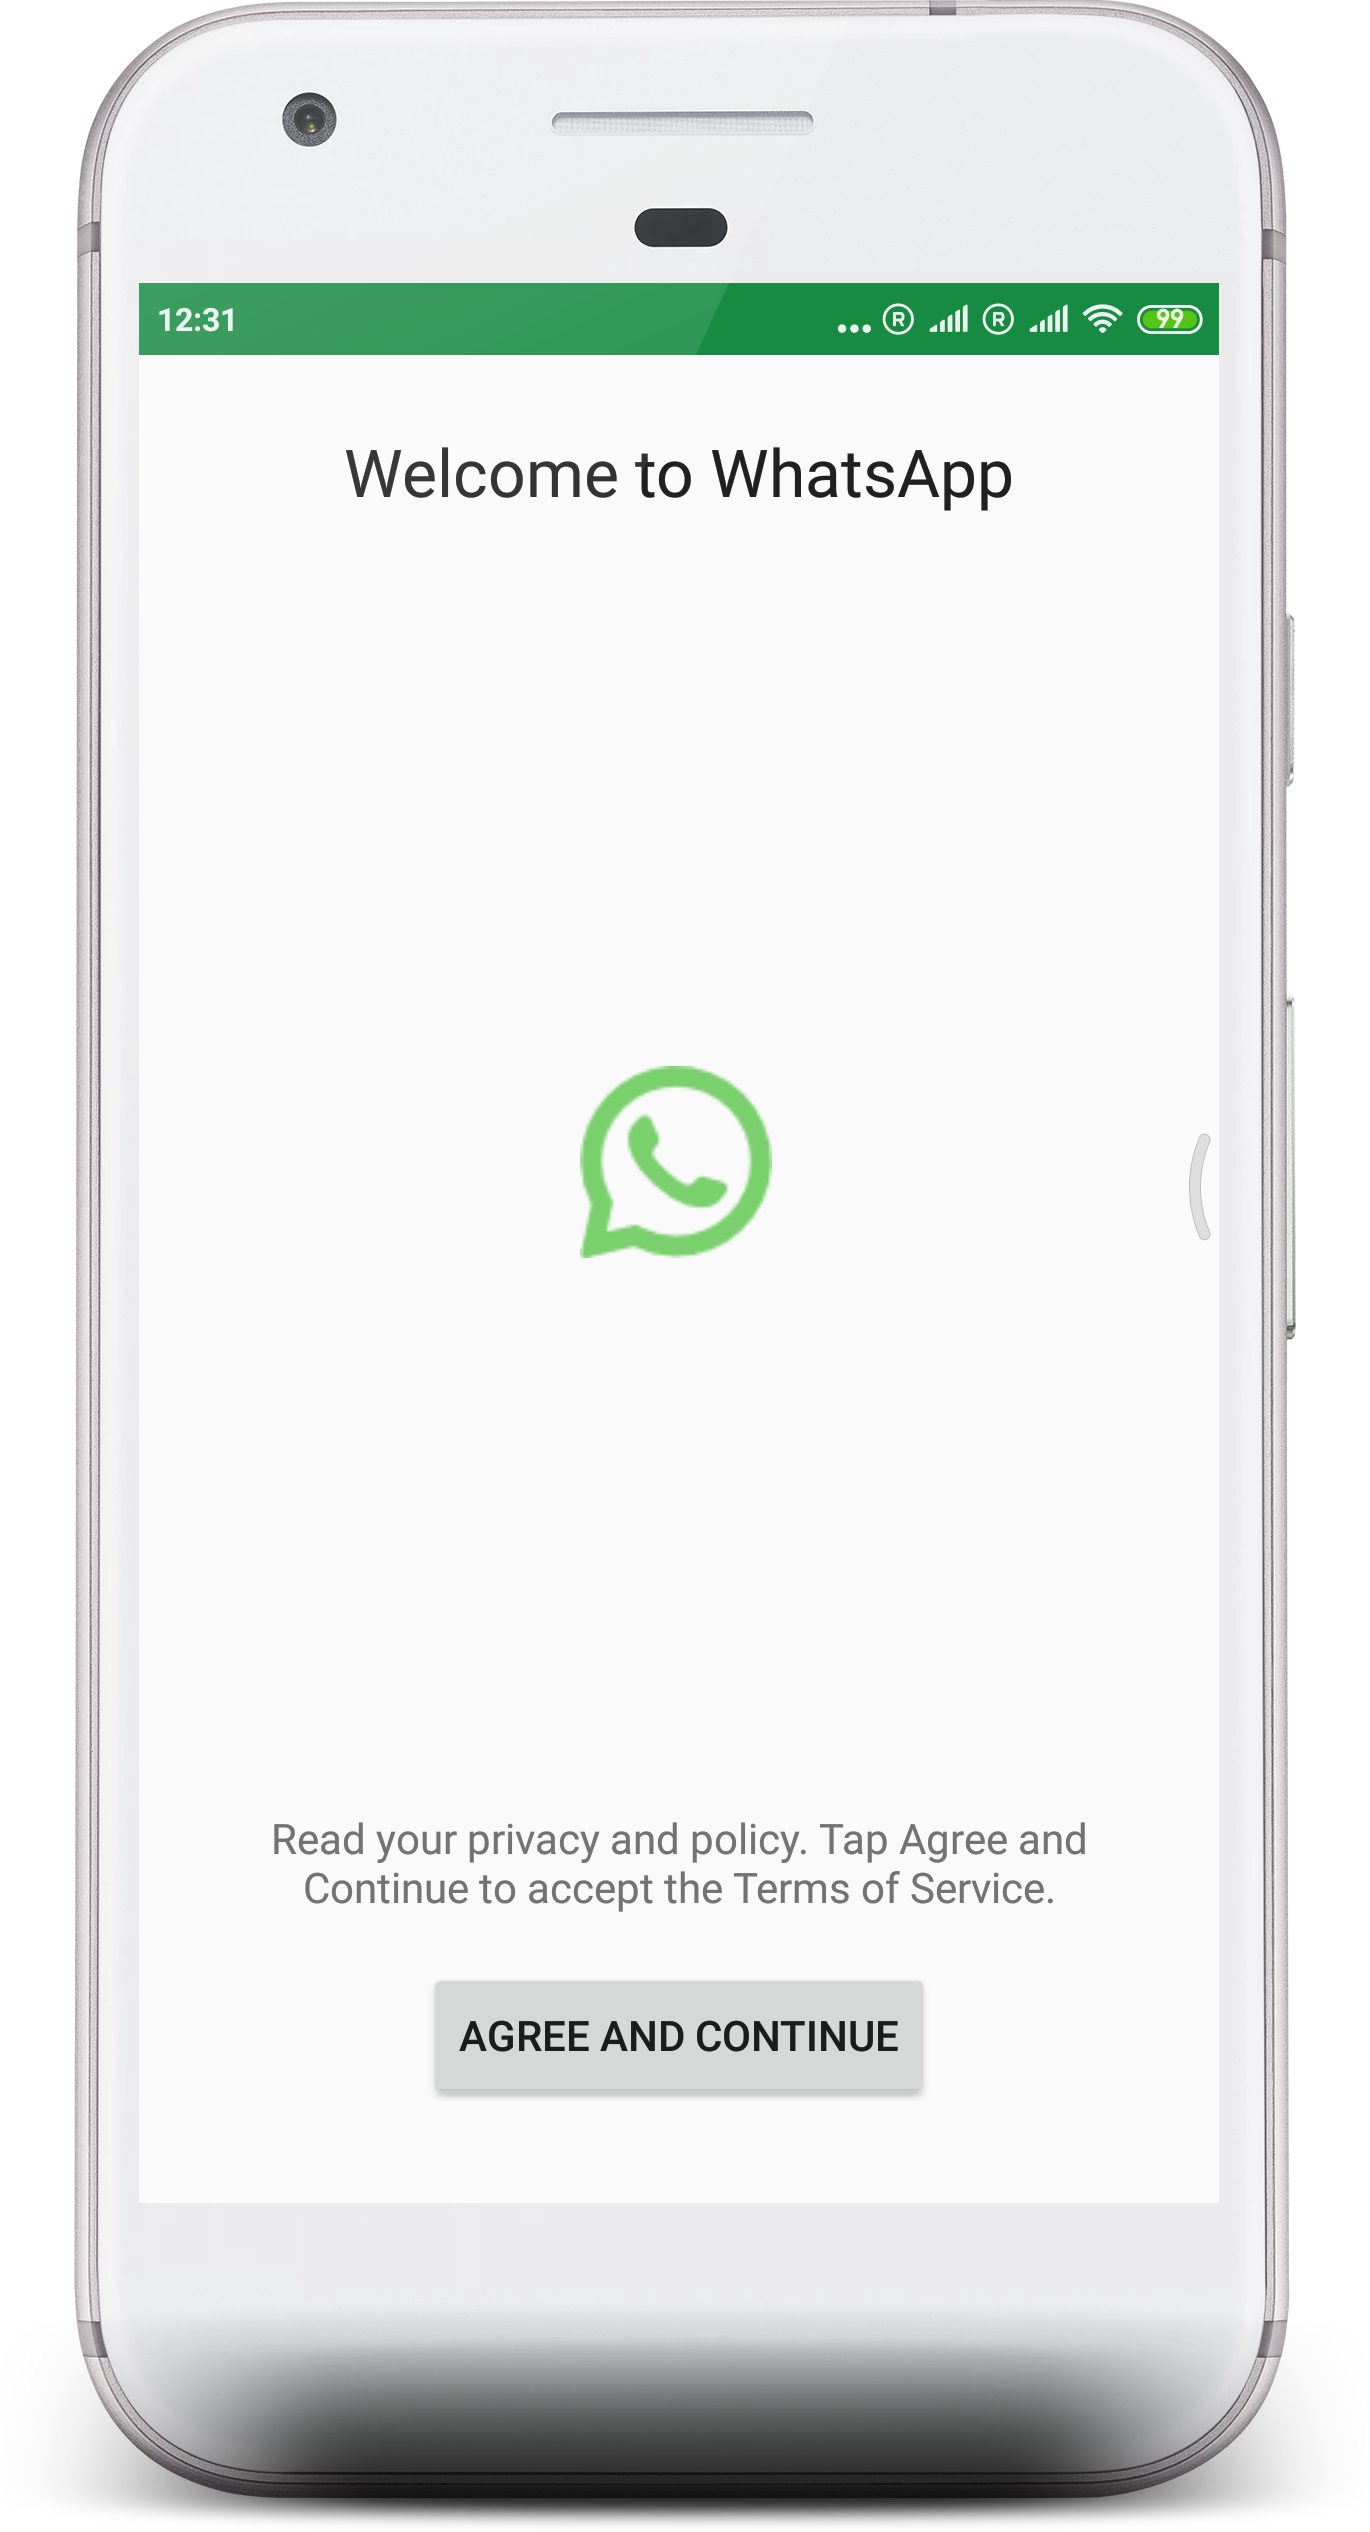 12:31 ... R R 99
Welcome to WhatsApp
Read your privacy and policy. Tap Agree and
Continue to accept the Terms of Service.
AGREE AND CONTINUE